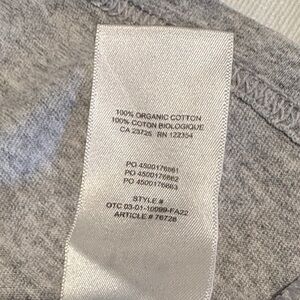 100% ORGANIC COTTON
100% COTON BIOLOGIQUE
CA 23725 RN 122354
PO 4500176661
PO 4500176662
PO 4500176663
STYLE #
OTC 03-01-10099-FA22
ARTICLE # 76728